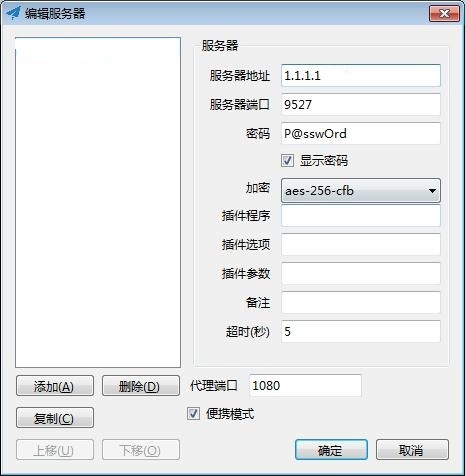 编辑服务器
服务器
服务器地址 1.1.1.1
服务器端口 9527
密码 P@sswOrd
显示密码
加密 aes-256-cfb
插件程序
插件选项
插件参数
备注
超时(秒) 5
添加(A) 删除(D) 代理端口 1080
复制(C) 便携模式
上移(U) 下移(O) 确定 取消